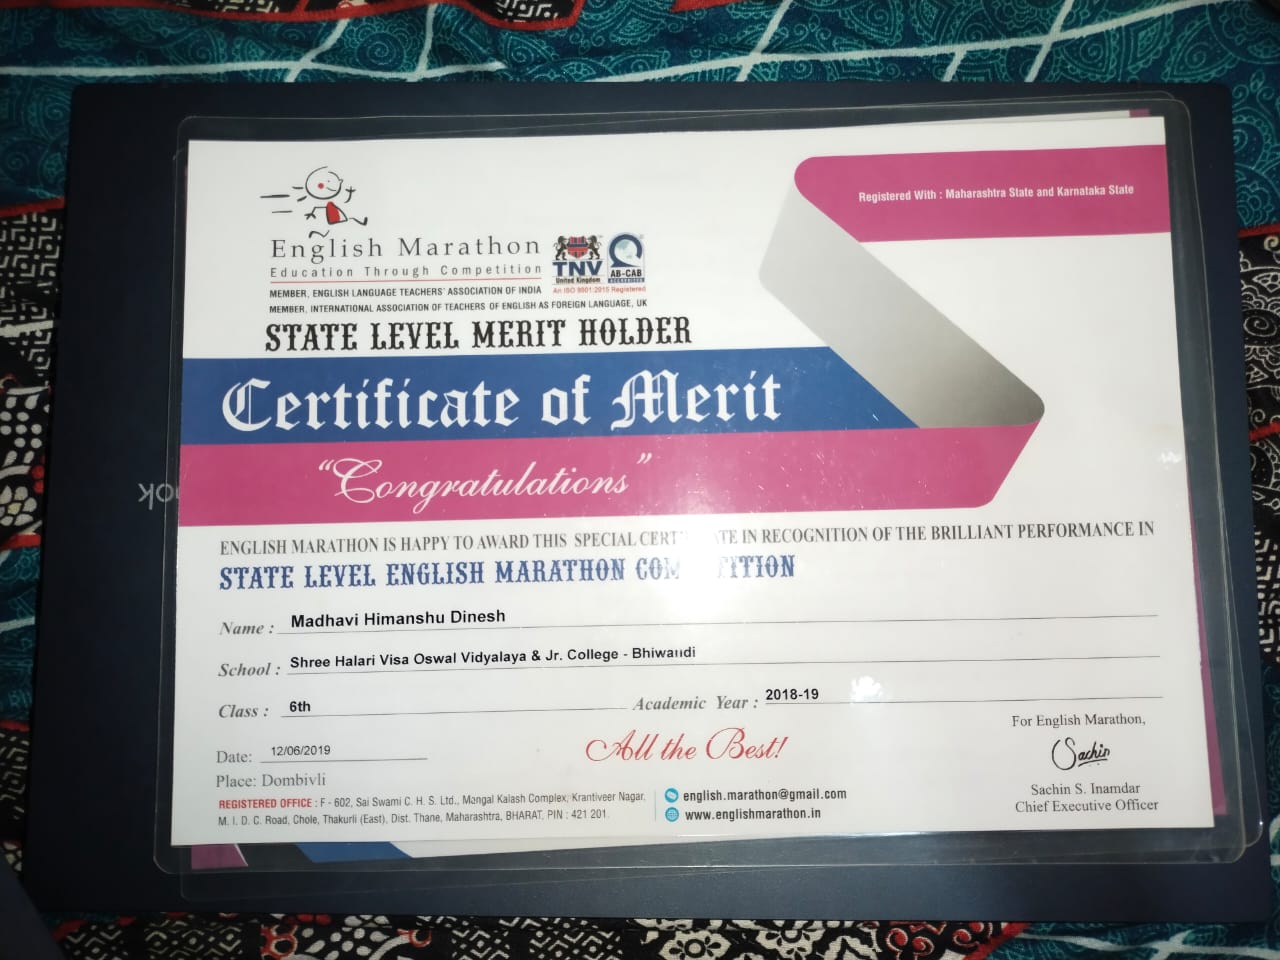 Registered With : Maharashtra State and Karnataka State
English Marathon
Education Through Competition
TNV
United Kingdom
AB-CAB
An ISO 9001:2015 Registered
MEMBER, ENGLISH LANGUAGE TEACHERS' ASSOCIATION OF INDIA
MEMBER, INTERNATIONAL ASSOCIATION OF TEACHERS OF ENGLISH AS FOREIGN LANGUAGE, UK
STATE LEVEL MERIT HOLDER
Certificate of Merit
“Congratulations”
ENGLISH MARATHON IS HAPPY TO AWARD THIS SPECIAL CERT ATE IN RECOGNITION OF THE BRILLIANT PERFORMANCE IN
STATE LEVEL ENGLISH MARATHON COM ETITION
Name : Madhavi Himanshu Dinesh
School : Shree Halari Visa Oswal Vidyalaya & Jr. College - Bhiwandi
Class : 6th Academic Year : 2018-19
Date: 12/06/2019
Place: Dombivli
All the Best!
For English Marathon,
Sachin
Sachin S. Inamdar
Chief Executive Officer
REGISTERED OFFICE : F - 602, Sai Swami C. H. S. Ltd., Mangal Kalash Complex, Krantiveer Nagar,
M. I. D. C. Road, Chole, Thakurli (East), Dist. Thane, Maharashtra, BHARAT, PIN : 421 201.
english.marathon@gmail.com
www.englishmarathon.in
ok